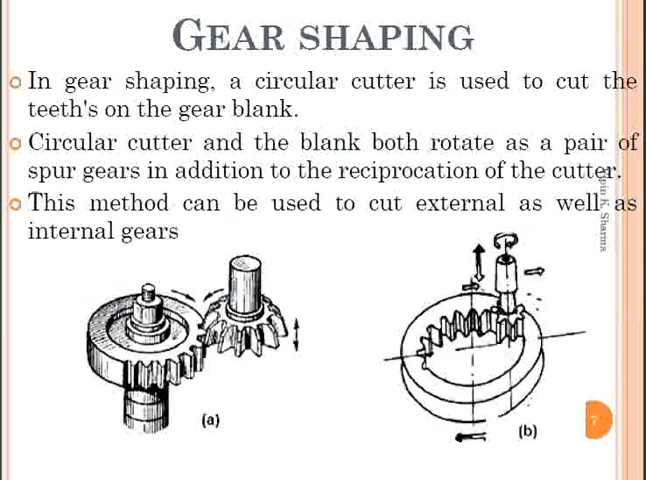 GEAR SHAPING
In gear shaping, a circular cutter is used to cut the
teeth's on the gear blank.
Circular cutter and the blank both rotate as a pair of
spur gears in addition to the reciprocation of the cutter.
This method can be used to cut external as well as
internal gears
K. Sharma
(a)
(b)
7